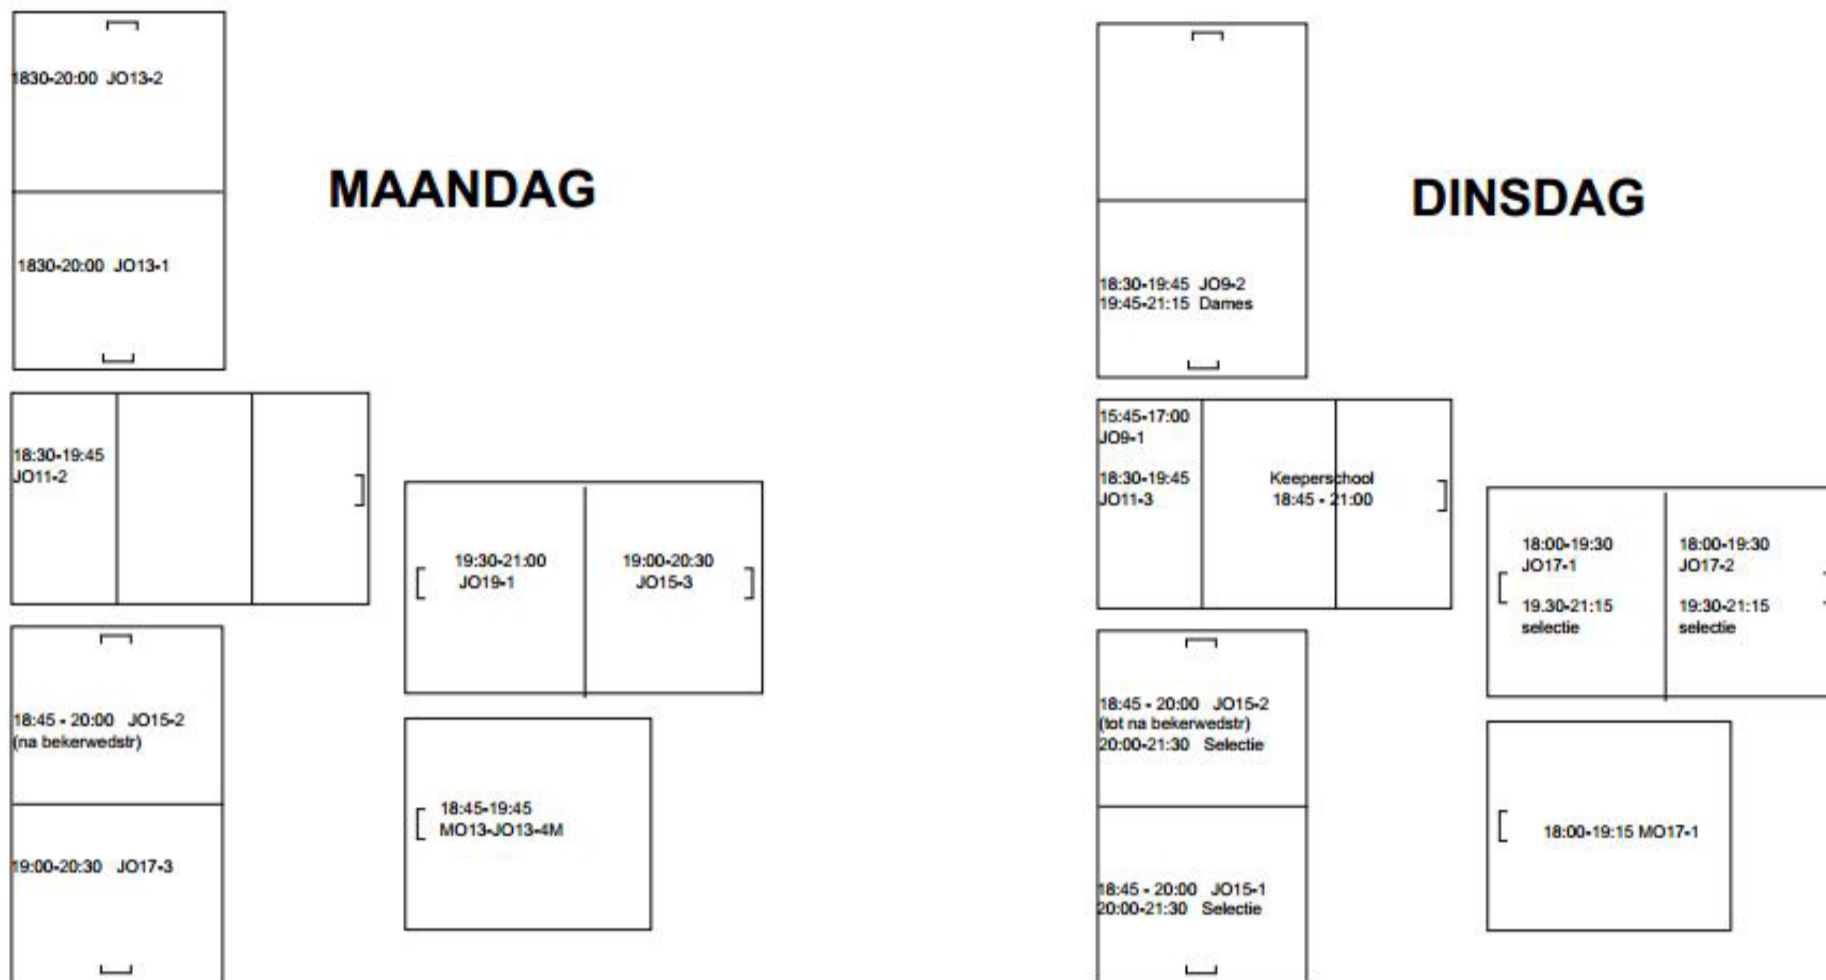 MAANDAG
1830-20:00 JO13-2
1830-20:00 JO13-1
18:30-19:45
JO11-2
19:30-21:00
JO19-1
19:00-20:30
JO15-3
18:45 - 20:00 JO15-2
(na bekerwedstr)
19:00-20:30 JO17-3
18:45-19:45
MO13-JO13-4M
DINSDAG
18:30-19:45 JO9-2
19:45-21:15 Dames
15:45-17:00
JO9-1
18:30-19:45
JO11-3
Keeperschool
18:45 - 21:00
18:00-19:30
JO17-1
19.30-21:15
selectie
18:00-19:30
JO17-2
19:30-21:15
selectie
18:45 - 20:00 JO15-2
(tot na bekerwedstr)
20:00-21:30 Selectie
18:45 - 20:00 JO15-1
20:00-21:30 Selectie
18:00-19:15 MO17-1